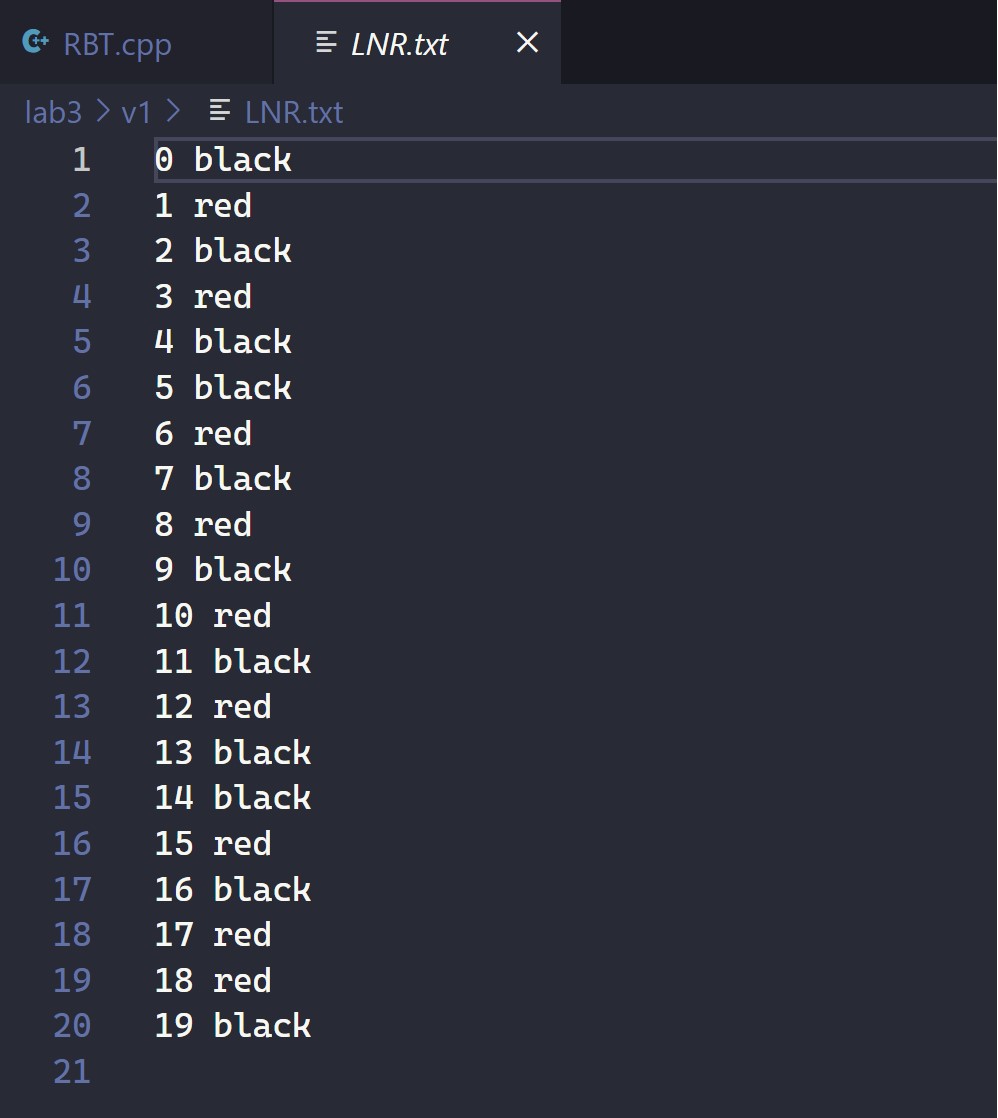 RBT.cpp LNR.txt
lab3 > v1 > LNR.txt
1 0 black
2 1 red
3 2 black
4 3 red
5 4 black
6 5 black
7 6 red
8 7 black
9 8 red
10 9 black
11 10 red
12 11 black
13 12 red
14 13 black
15 14 black
16 15 red
17 16 black
18 17 red
19 18 red
20 19 black
21